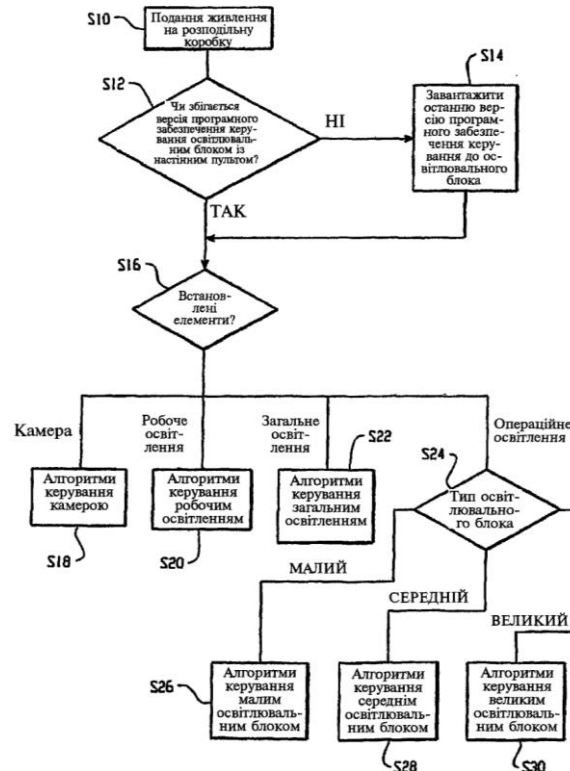 S10
Подання живлення
на розподільну
коробку
S12
Чи збігається
версія програмного
забезпечення керу-
вання освітлюваль-
ним блоком із
настінним пультом?
НІ
S14
Завантажити
останню вер-
сію програм-
ного забезпе-
чення керу-
вання до ос-
вітлювального
блока
ТАК
S16
Встанов-
лені
елементи?
Камера
Робоче
освіт-
лення
Загальне
освіт-
лення
Операційне
освітлення
Алгоритми
керування
камерою
S18
Алгоритми
керування
робочим
освітленням
S20
S22
Алгоритми
керування
загальним
освітленням
S24
Тип освіт-
лювально-
го блока
МАЛИЙ
СЕРЕДНІЙ
ВЕЛИКИЙ
S26
Алгоритми
керування
малим
освітлюваль-
ним блоком
Алгоритми
керування
середнім
освітлюваль-
ним блоком
S28
Алгоритми
керування
великим
освітлюваль-
ним блоком
S30